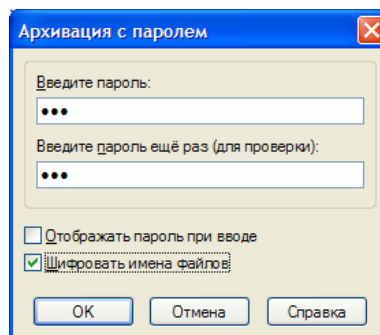 Архивация с паролем
Введите пароль:
●●●
Введите пароль ещё раз (для проверки):
●●●
Отображать пароль при вводе
Шифровать имена файлов
OK Отмена Справка